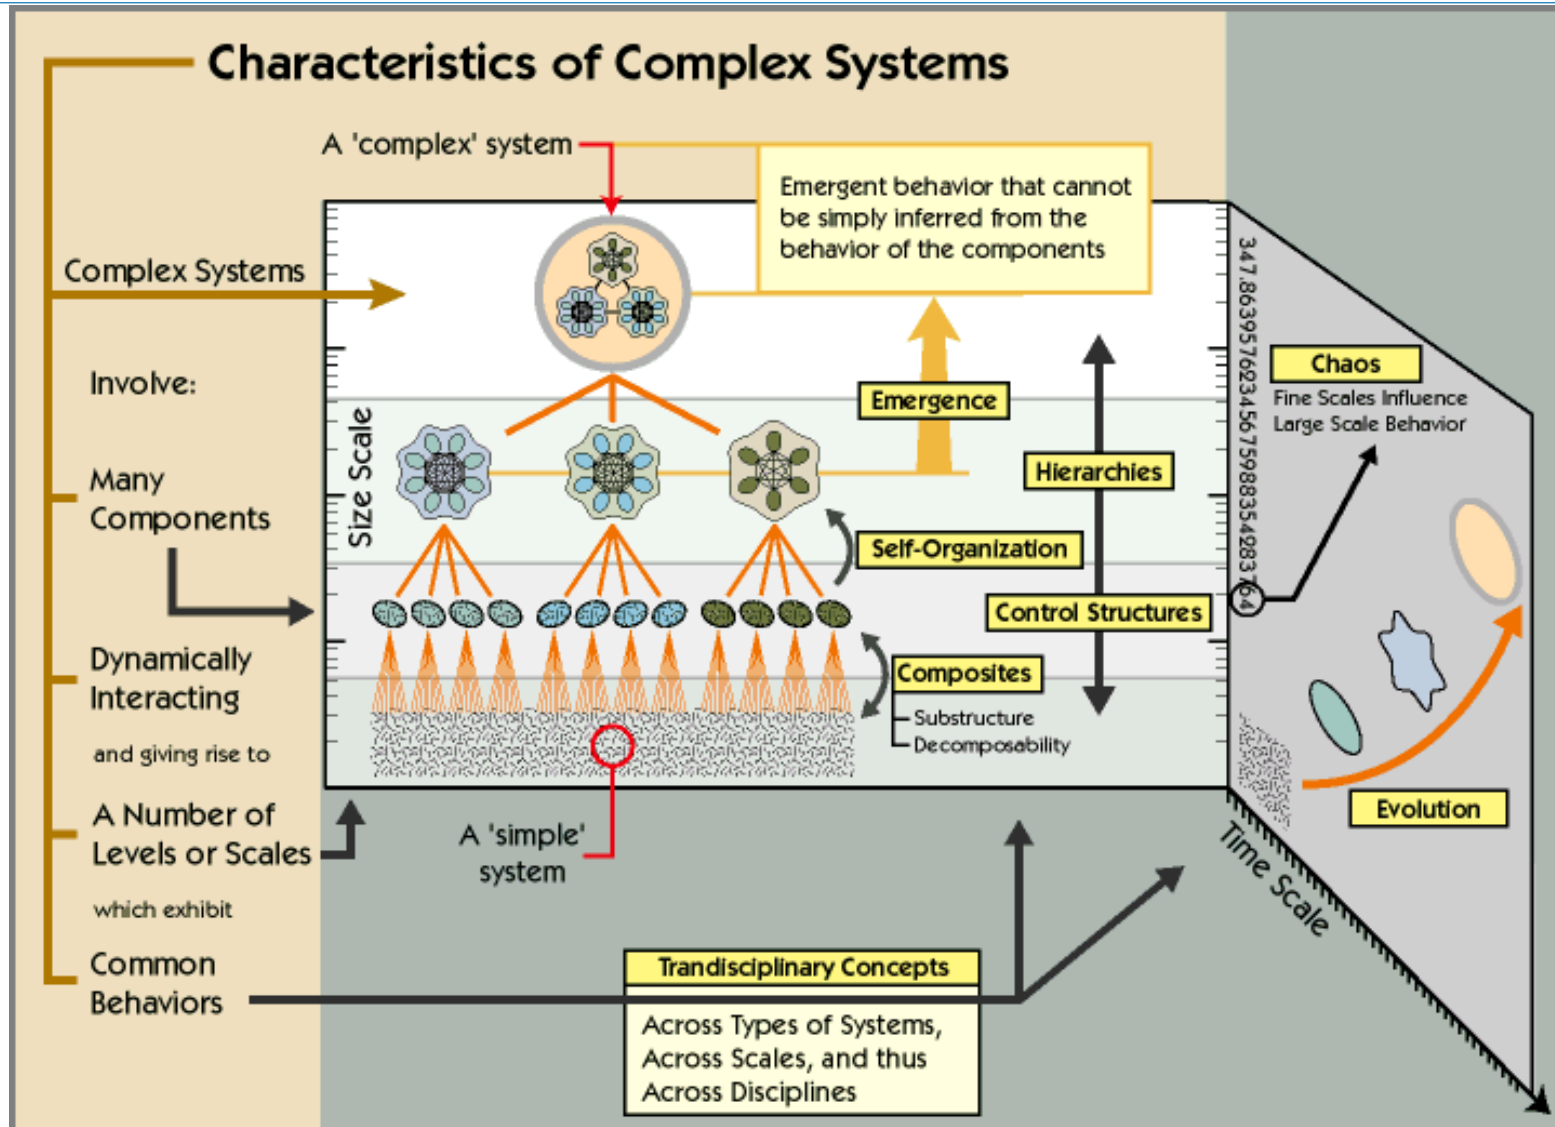 Characteristics of Complex Systems
A 'complex' system
Emergent behavior that cannot
be simply inferred from the
behavior of the components
Complex Systems
Involve:
Many
Components
Dynamically
Interacting
and giving rise to
A Number of
Levels or Scales
which exhibit
Common
Behaviors
Size Scale
Emergence
Hierarchies
Self-Organization
Control Structures
Composites
Substructure
Decomposability
A 'simple'
system
Trandisciplinary Concepts
Across Types of Systems,
Across Scales, and thus
Across Disciplines
347.86395762345675988354283764
Chaos
Fine Scales Influence
Large Scale Behavior
Evolution
Time Scale